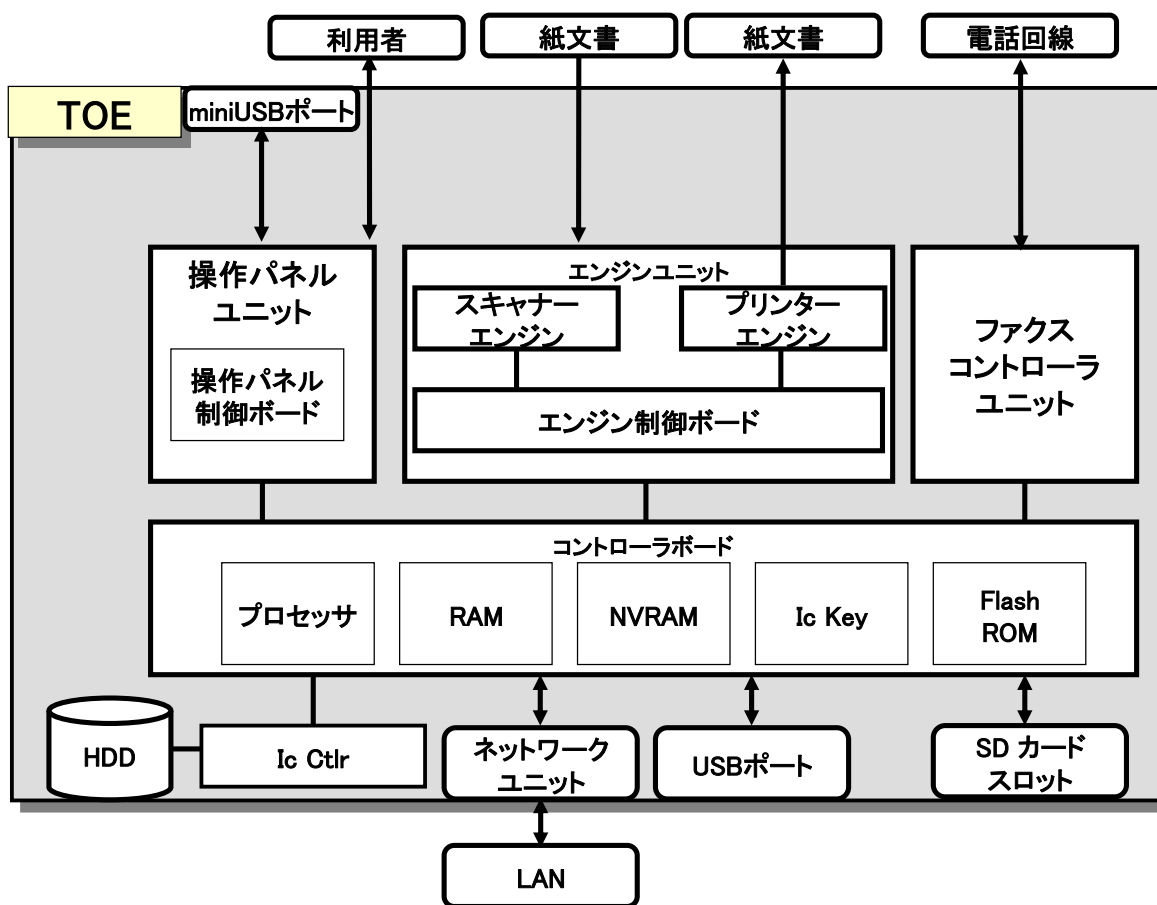 利用者
紙文書
紙文書
電話回線
TOE
miniUSBポート
操作パネル
ユニット
操作パネル
制御ボード
エンジンユニット
スキャナー
エンジン
プリンター
エンジン
エンジン制御ボード
ファクス
コントローラ
ユニット
コントローラボード
プロセッサ
RAM
NVRAM
Ic Key
Flash
ROM
HDD
Ic Ctlr
ネットワーク
ユニット
USBポート
SD カード
スロット
LAN